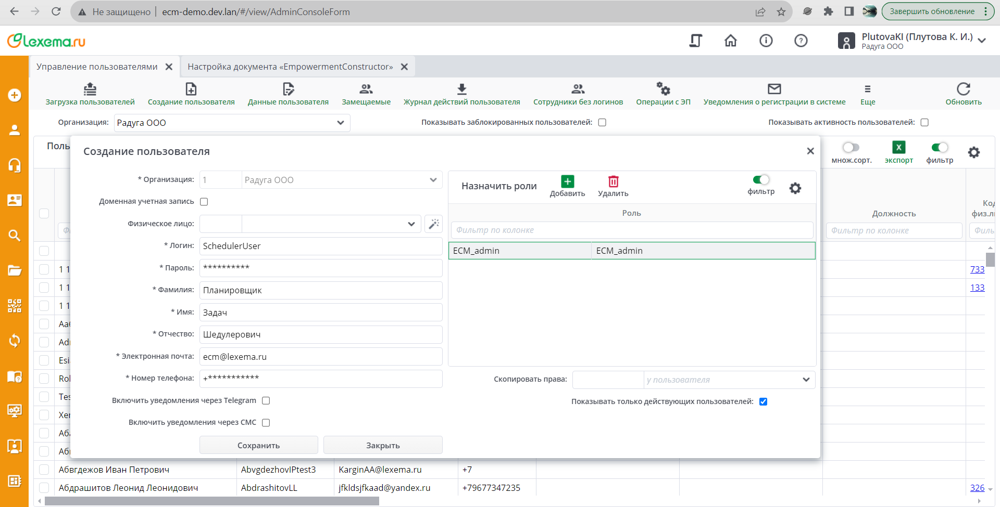 Не защищено
ecm-demo.dev.lan/#/view/AdminConsoleForm
Завершить обновление
Lexema.ru
PlutovaKI (Плутова К. И.)
Радуга ООО
Управление пользователями
Настройка документа «EmpowermentConstructor»
Загрузка пользователей
Создание пользователя
Данные пользователя
Замещаемые
Журнал действий пользователя
Сотрудники без логинов
Операции с ЭП
Уведомления о регистрации в системе
Еще
Обновить
Организация: Радуга ООО
Показывать заблокированных пользователей:
Показывать активность пользователей:
Поль
множ.сорт.
экспорт
фильтр
Создание пользователя
* Организация: 1 Радуга ООО
Доменная учетная запись
Физическое лицо:
* Логин: SchedulerUser
* Пароль: **********
* Фамилия: Планировщик
* Имя: Задач
* Отчество: Шедулерович
* Электронная почта: ecm@lexema.ru
* Номер телефона: +***********
Включить уведомления через Telegram
Включить уведомления через СМС
Сохранить
Закрыть
Назначить роли
Добавить
Удалить
фильтр
Роль
Фильтр по колонке
ECM_admin ECM_admin
Скопировать права: у пользователя
Показывать только действующих пользователей:
Должность
Код
физ.л
Фильтр по колонке
Филь
1 1
733
1 1
133
1 1
Ааб
Adr
Esi
Rol
Tes
Xer
Аба
Абг
Абвгдежов Иван Петрович AbvgdezhovIPtest3 KarginAA@lexema.ru +7
Абдрашитов Леонид Леонидович AbdrashitovLL jfkldsjfkaad@yandex.ru +79677347235 326